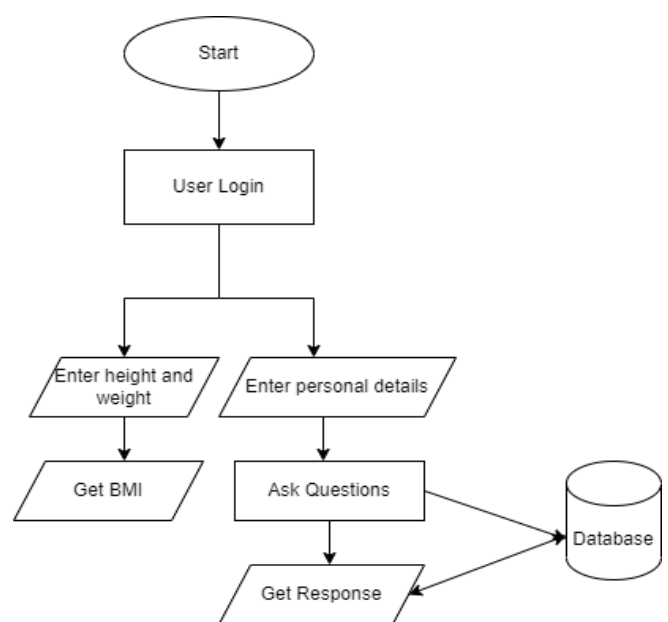 Start
User Login
Enter height and
weight
Enter personal details
Get BMI
Ask Questions
Database
Get Response